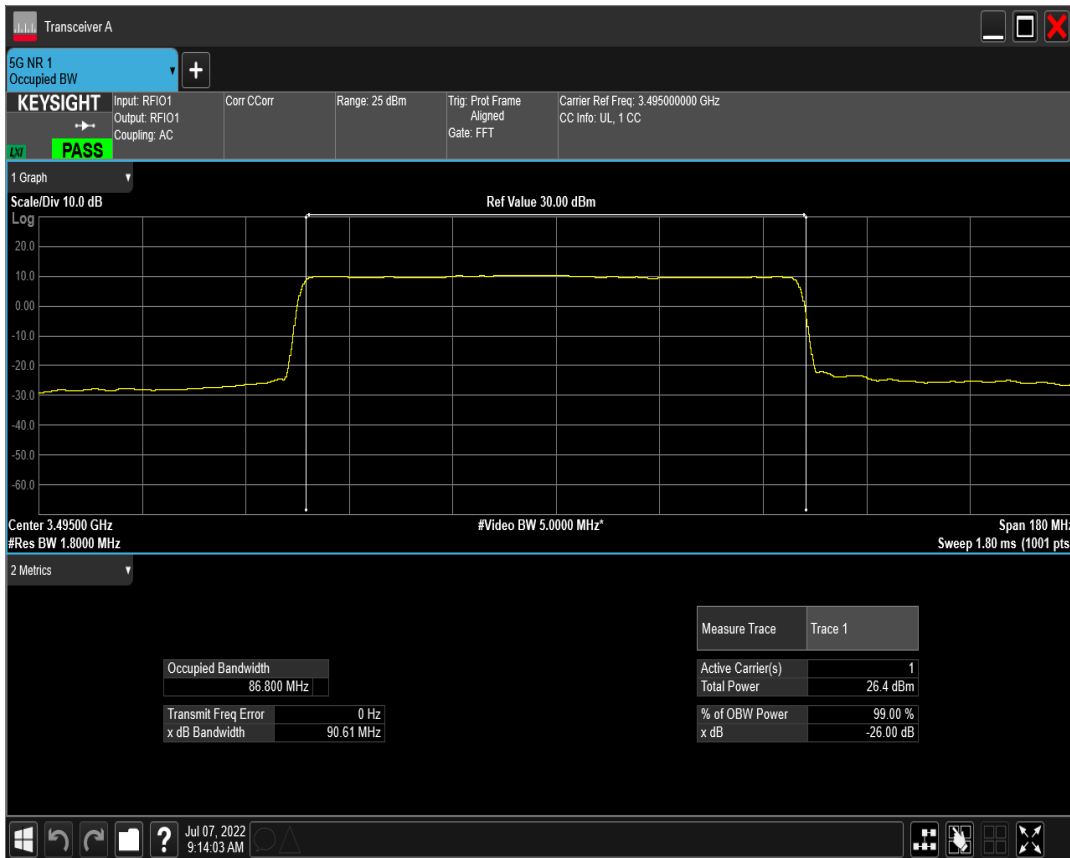 Transceiver A
5G NR 1
Occupied BW
KEYSIGHT
Input: RFIO1
Output: RFIO1
Coupling: AC
Corr CCorr
Range: 25 dBm
Trig: Prot Frame
Aligned
Gate: FFT
Carrier Ref Freq: 3.495000000 GHz
CC Info: UL, 1 CC
LXI
PASS
1 Graph
Scale/Div 10.0 dB
Ref Value 30.00 dBm
Log
20.0
10.0
0.00
-10.0
-20.0
-30.0
-40.0
-50.0
-60.0
Center 3.49500 GHz
#Video BW 5.0000 MHz*
Span 180 MHz
#Res BW 1.8000 MHz
Sweep 1.80 ms (1001 pts
2 Metrics
Measure Trace Trace 1
Occupied Bandwidth
86.800 MHz
Active Carrier(s) 1
Total Power 26.4 dBm
Transmit Freq Error 0 Hz
x dB Bandwidth 90.61 MHz
% of OBW Power 99.00 %
x dB -26.00 dB
?
Jul 07, 2022
9:14:03 AM